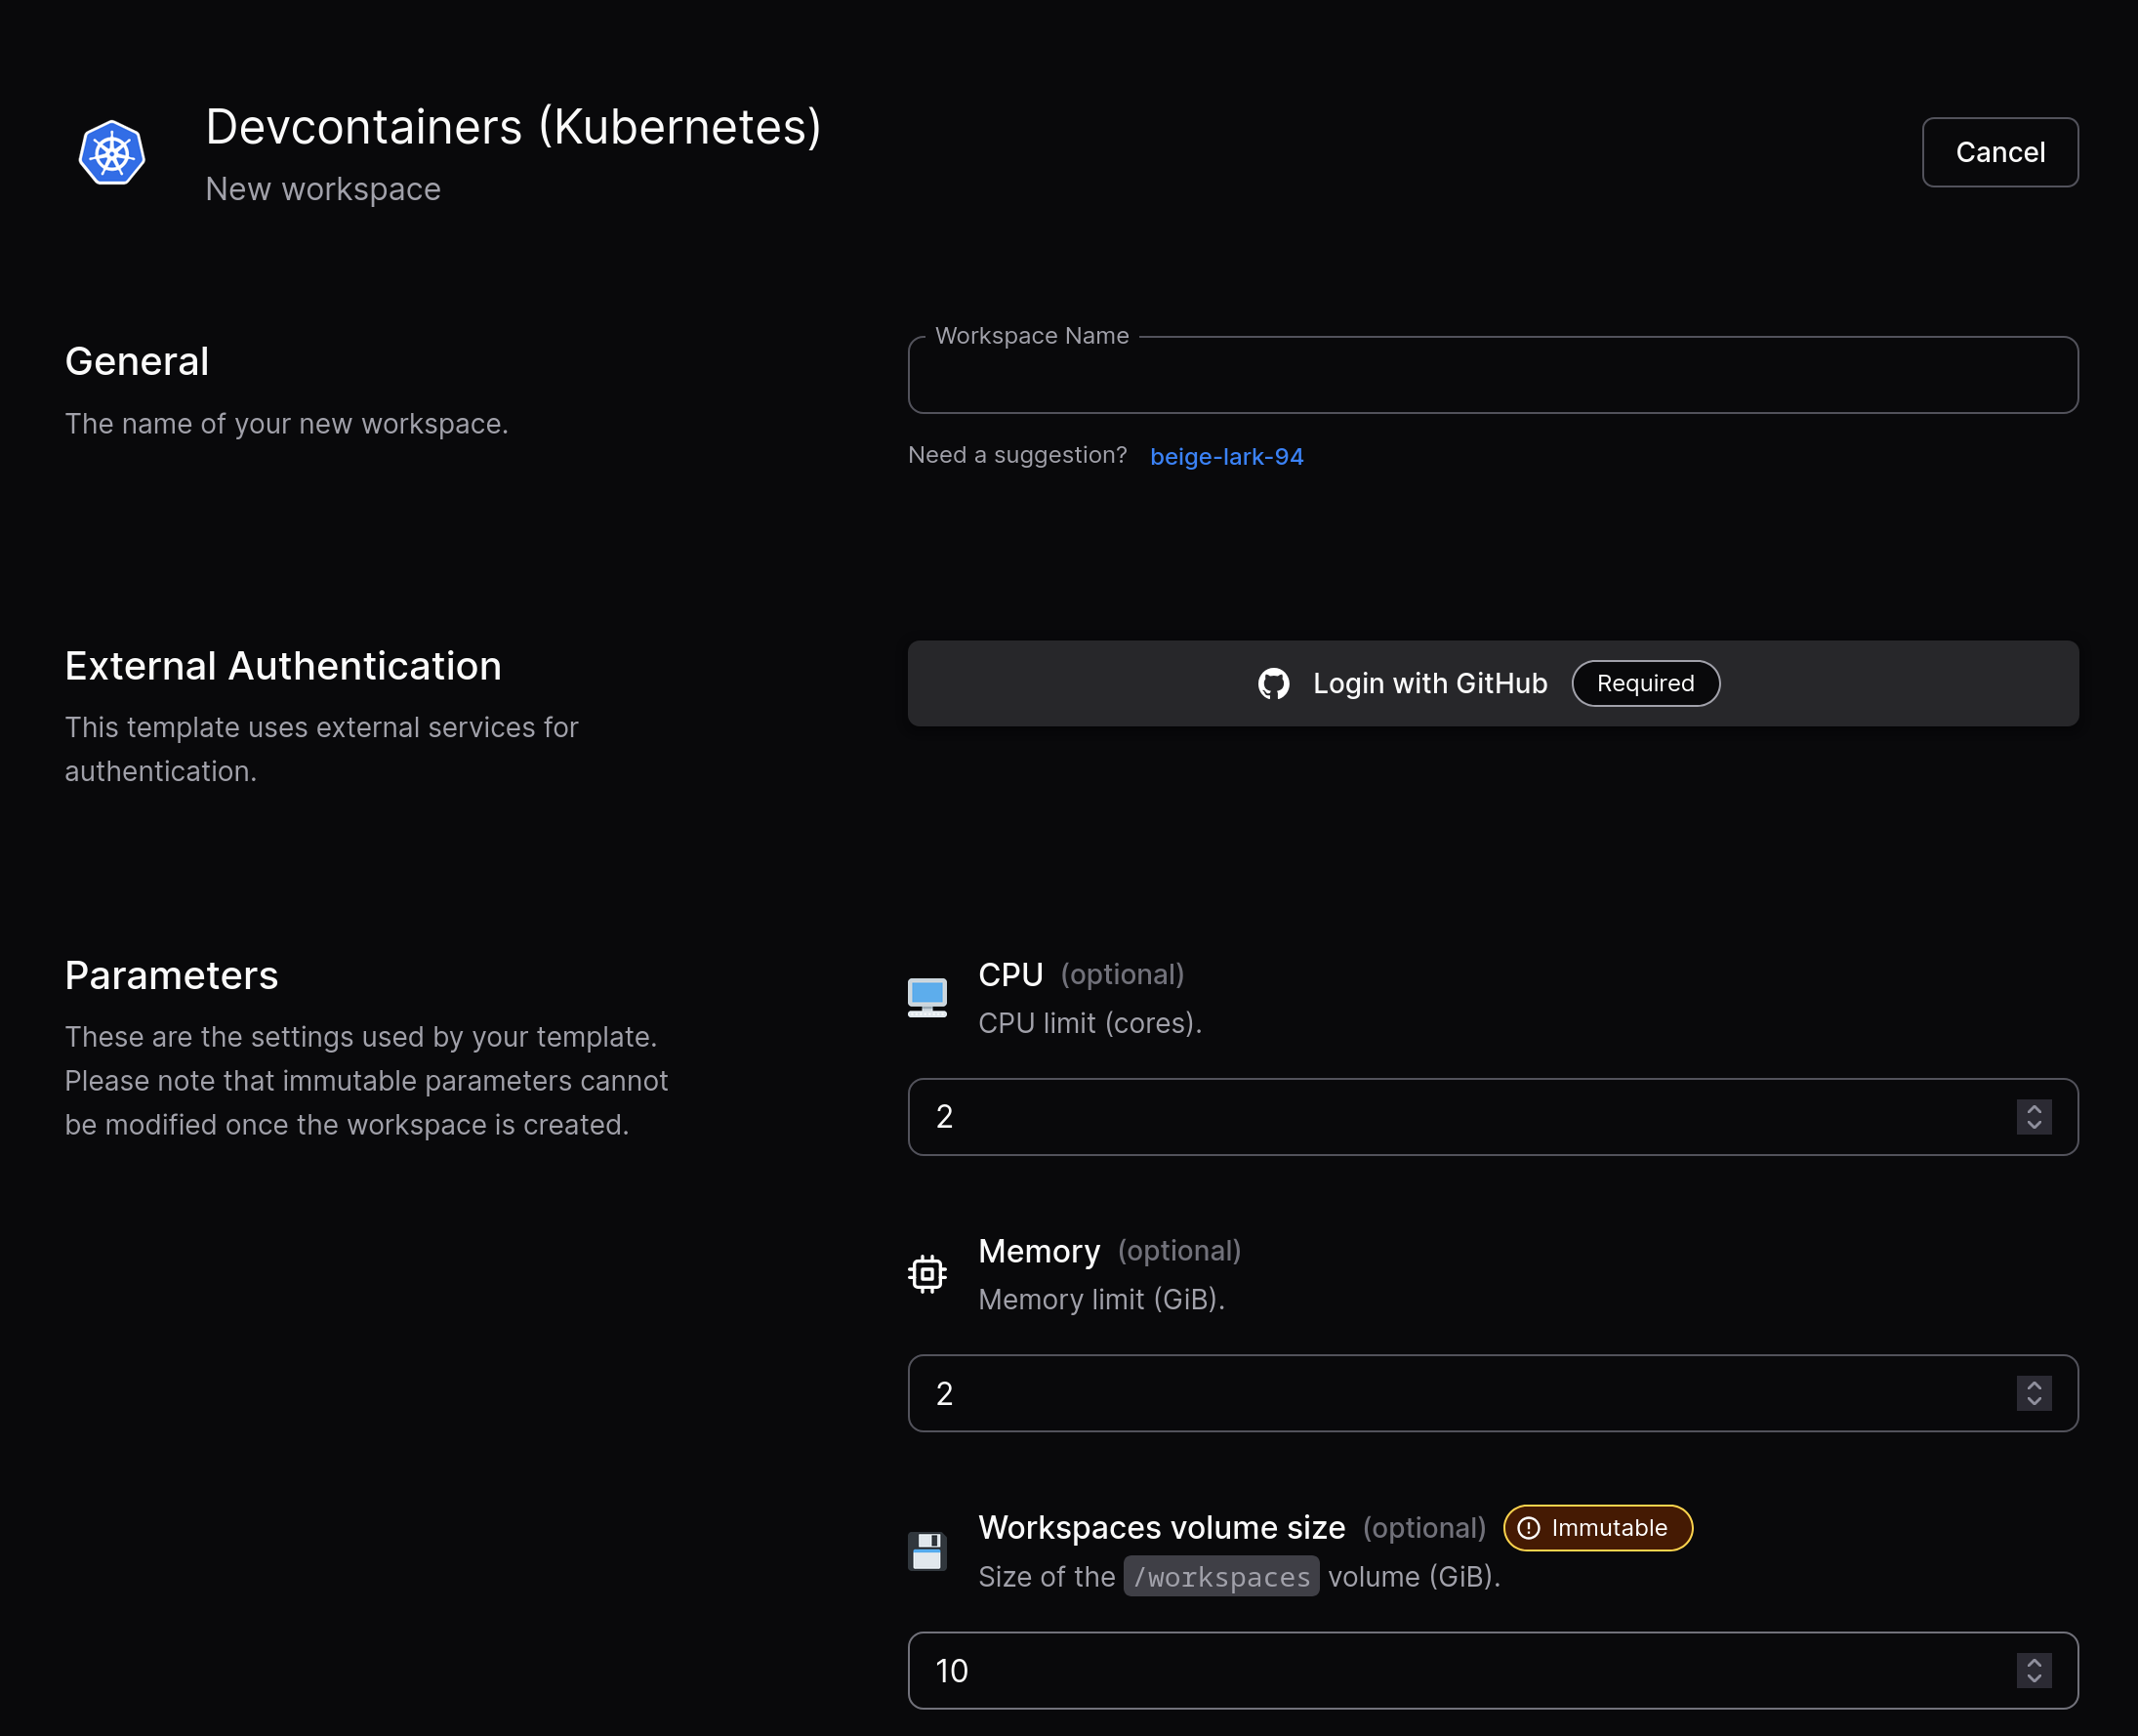 Devcontainers (Kubernetes)
New workspace
Cancel
General
The name of your new workspace.
Workspace Name
Need a suggestion? beige-lark-94
External Authentication
This template uses external services for
authentication.
Login with GitHub Required
Parameters
These are the settings used by your template.
Please note that immutable parameters cannot
be modified once the workspace is created.
CPU (optional)
CPU limit (cores).
2
Memory (optional)
Memory limit (GiB).
2
Workspaces volume size (optional) Immutable
Size of the /workspaces volume (GiB).
10